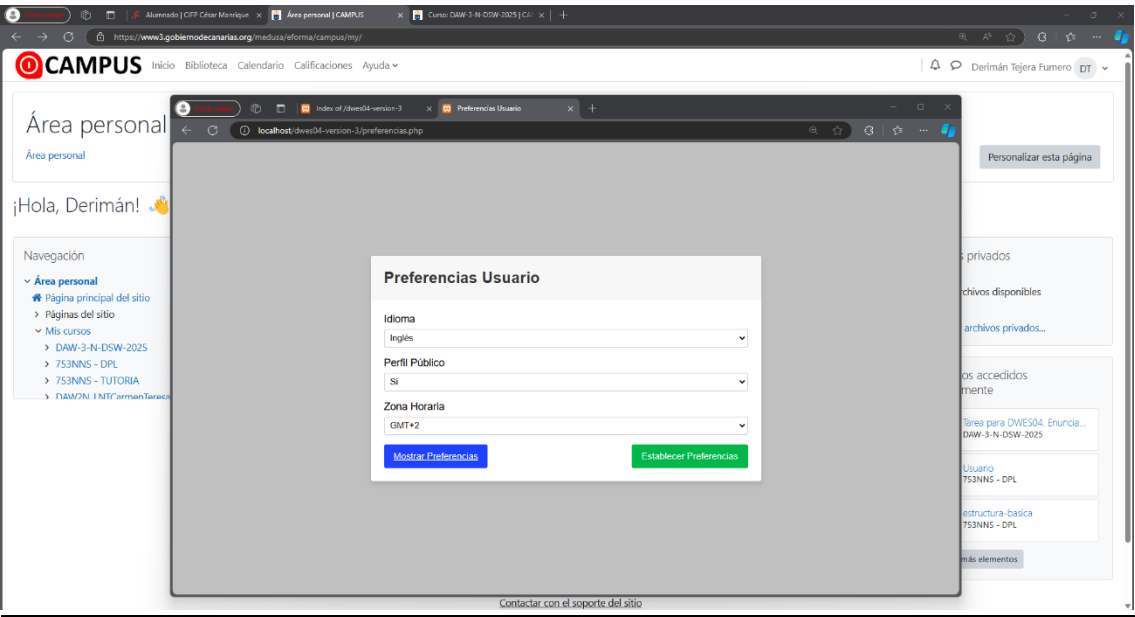 Alumnado | CIFP César Manrique
Área personal | CAMPUS
Curso: DAW-3-N-DSW-2025 | CA
https://www3.gobiernodecanarias.org/medusa/eforma/campus/my/
CAMPUS Inicio Biblioteca Calendario Calificaciones Ayuda
Derimán Tejera Fumero DT
Área personal
Área personal
Personalizar esta página
¡Hola, Derimán!
Navegación
Área personal
Página principal del sitio
Páginas del sitio
Mis cursos
DAW-3-N-DSW-2025
753NNS - DPL
753NNS - TUTORIA
DAW2N_LNTCarmenTeresa
Index of /dwes04-version-3
Preferencias Usuario
localhost/dwes04-version-3/preferencias.php
Preferencias Usuario
Idioma
Inglés
Perfil Público
Sí
Zona Horaria
GMT+2
Mostrar Preferencias
Establecer Preferencias
privados
chivos disponibles
archivos privados...
os accedidos
mente
Tarea para DWES04. Enuncia...
DAW-3-N-DSW-2025
Usuario
753NNS - DPL
estructura-basica
753NNS - DPL
más elementos
Contactar con el soporte del sitio